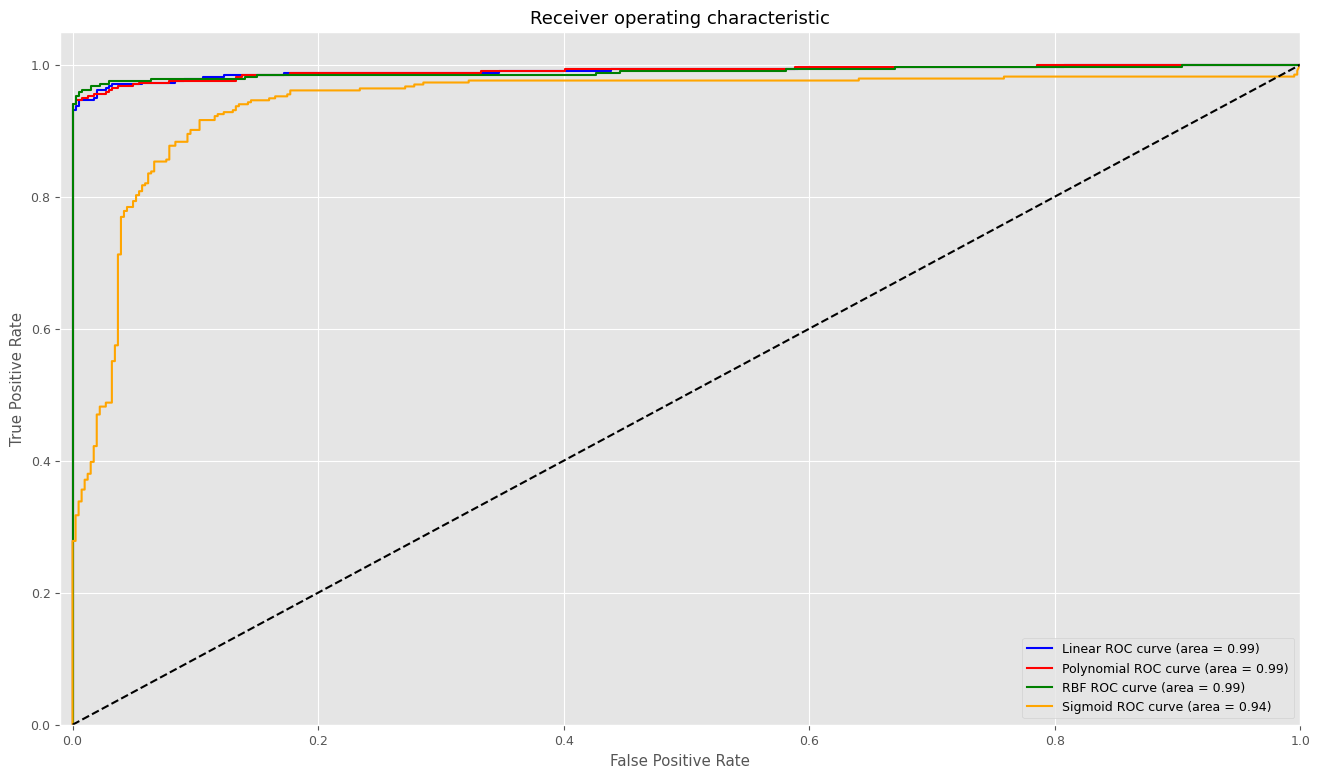 Receiver operating characteristic
True Positive Rate
1.0
0.8
0.6
0.4
0.2
0.0
Linear ROC curve (area = 0.99)
Polynomial ROC curve (area = 0.99)
RBF ROC curve (area = 0.99)
Sigmoid ROC curve (area = 0.94)
0.0 0.2 0.4 0.6 0.8 1.0
False Positive Rate